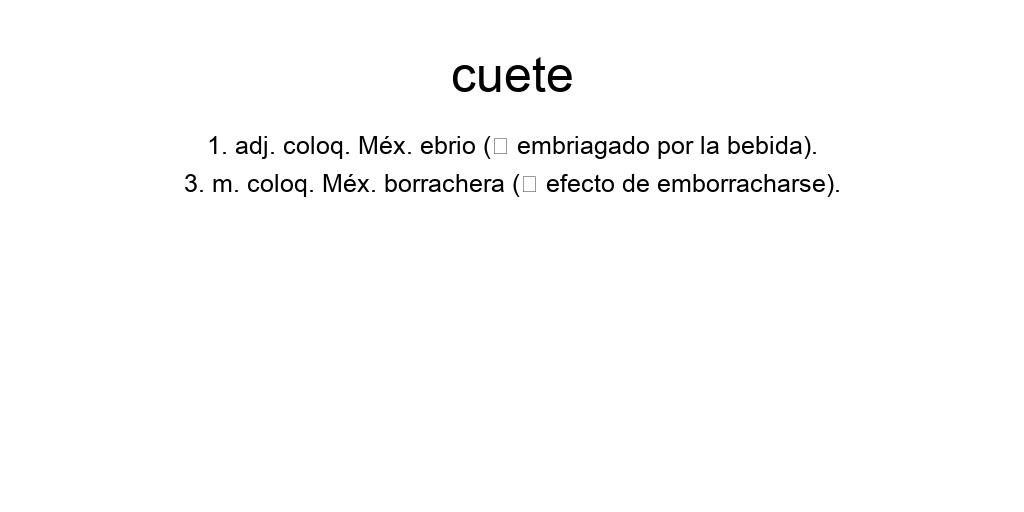 cuete
1. adj. coloq. Méx. ebrio (□ embriagado por la bebida).
3. m. coloq. Méx. borrachera (□ efecto de emborracharse).